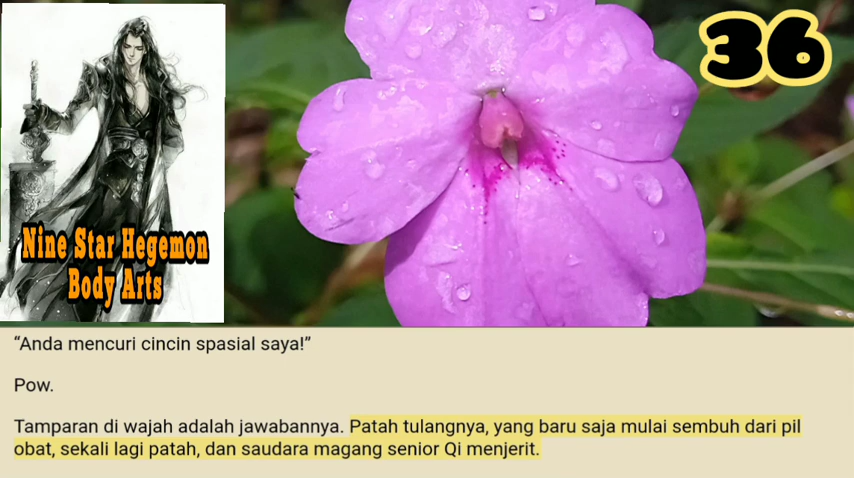 36
Nine Star Hegemon
Body Arts
“Anda mencuri cincin spasial saya!”
Pow.
Tamparan di wajah adalah jawabannya. Patah tulangnya, yang baru saja mulai sembuh dari pil
obat, sekali lagi patah, dan saudara magang senior Qi menjerit.